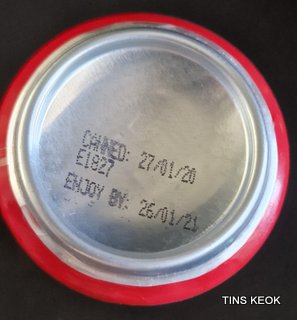 CANNED: 27/01/20
E1827
ENJOY BY: 26/01/21
TINS KEOK